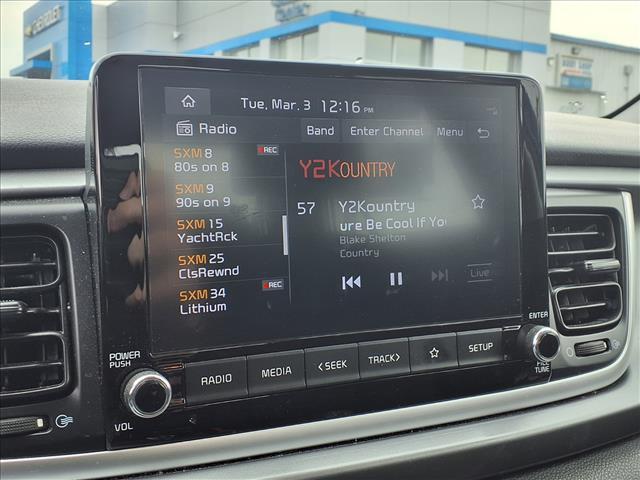 CHEVROLET
Tue, Mar. 3 12:16 PM
Radio Band Enter Channel Menu
SXM 8 REC
80s on 8
SXM 9
90s on 9
SXM 15
YachtRck
SXM 25
ClsRewnd
SXM 34 REC
Lithium
Y2KOUNTRY
57 Y2Kountry
ure Be Cool If You
Blake Shelton
Country
Live
POWER
PUSH
VOL
RADIO MEDIA < SEEK TRACK > SETUP
ENTER
FILE
TUNE